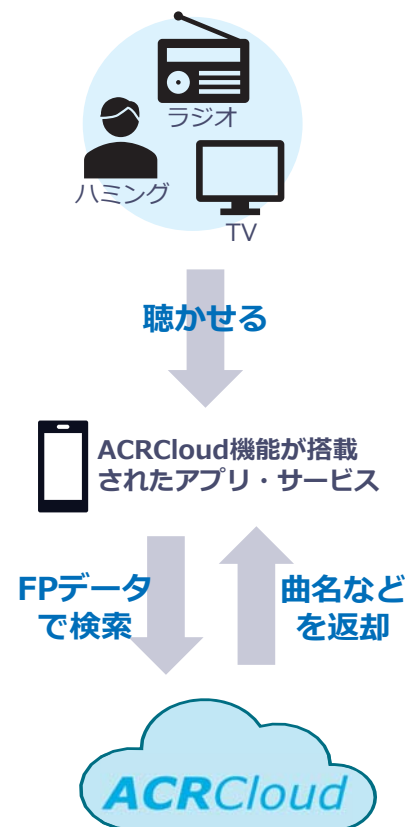 ラジオ
ハミング
TV
聴かせる
ACRCloud機能が搭載
されたアプリ・サービス
FPデータ
で検索
曲名など
を返却
ACRCloud